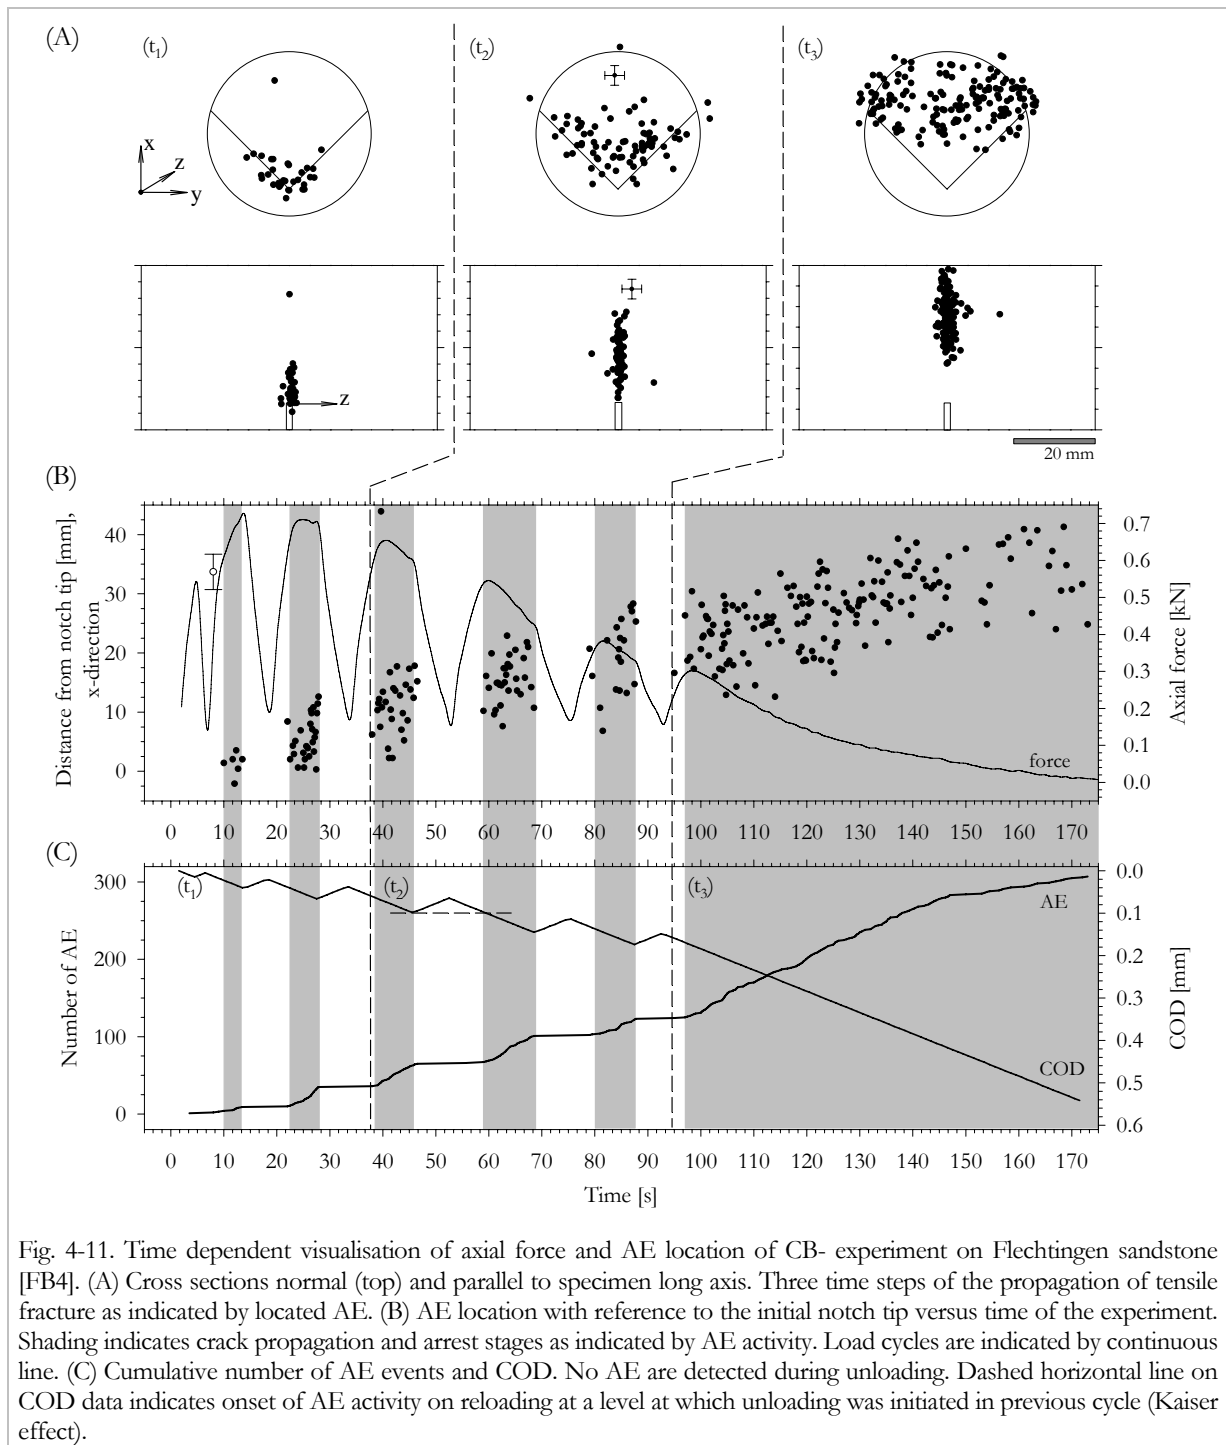 (A)
(t1)
(t2)
(t3)
x
z
y
z
20 mm
(B)
Distance from notch tip [mm],
x-direction
40
30
20
10
0
0.7
0.6
0.5
0.4
0.3
0.2
0.1
0.0
Axial force [kN]
force
0 10 20 30 40 50 60 70 80 90 100 110 120 130 140 150 160 170
(C)
(t1)
(t2)
(t3)
Number of AE
300
200
100
0
AE
COD
0.0
0.1
0.2
0.3
0.4
0.5
0.6
COD [mm]
0 10 20 30 40 50 60 70 80 90 100 110 120 130 140 150 160 170
Time [s]
Fig. 4-11. Time dependent visualisation of axial force and AE location of CB- experiment on Flechtingen sandstone
[FB4]. (A) Cross sections normal (top) and parallel to specimen long axis. Three time steps of the propagation of tensile
fracture as indicated by located AE. (B) AE location with reference to the initial notch tip versus time of the experiment.
Shading indicates crack propagation and arrest stages as indicated by AE activity. Load cycles are indicated by continuous
line. (C) Cumulative number of AE events and COD. No AE are detected during unloading. Dashed horizontal line on
COD data indicates onset of AE activity on reloading at a level at which unloading was initiated in previous cycle (Kaiser
effect).